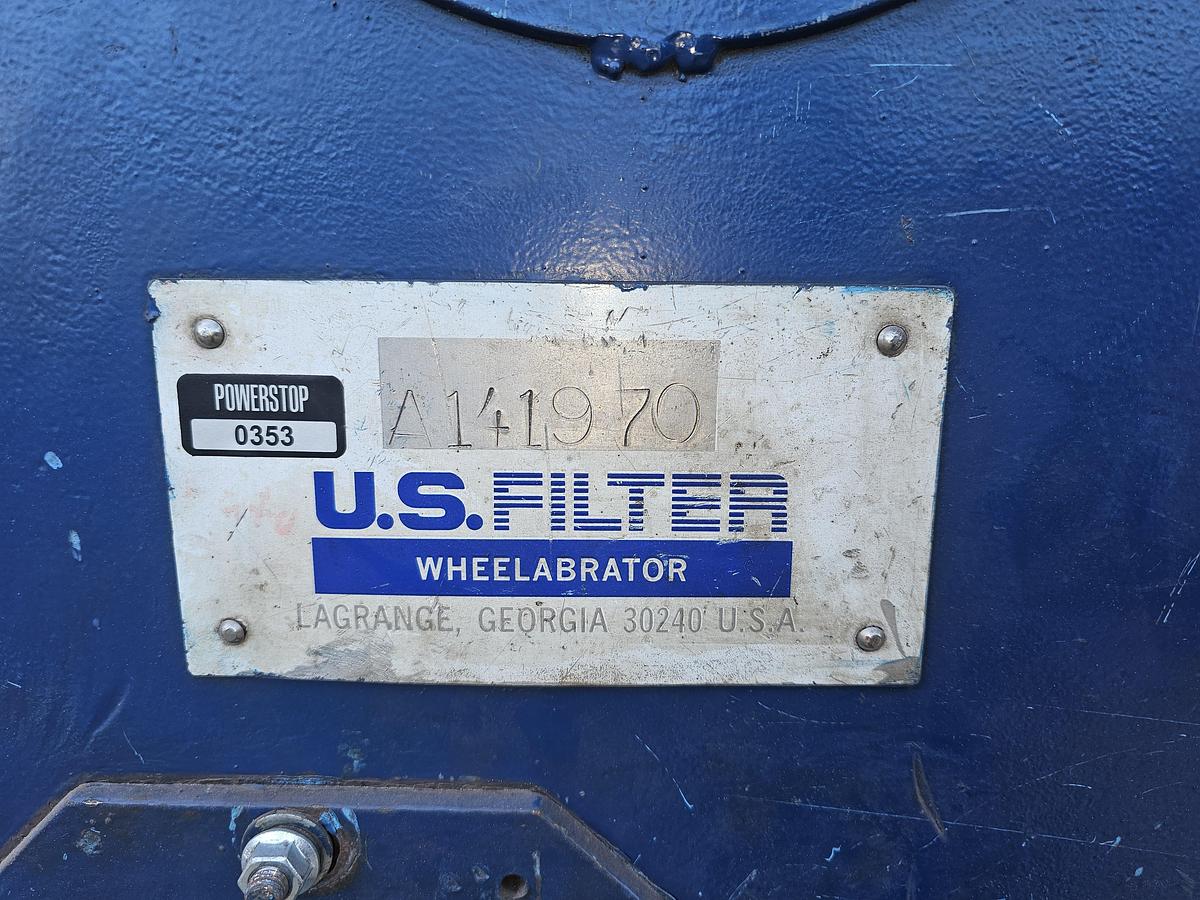 POWERSTOP
0353
A141970
U.S.FILTER
WHEELABRATOR
LAGRANGE, GEORGIA 30240 U.S.A.